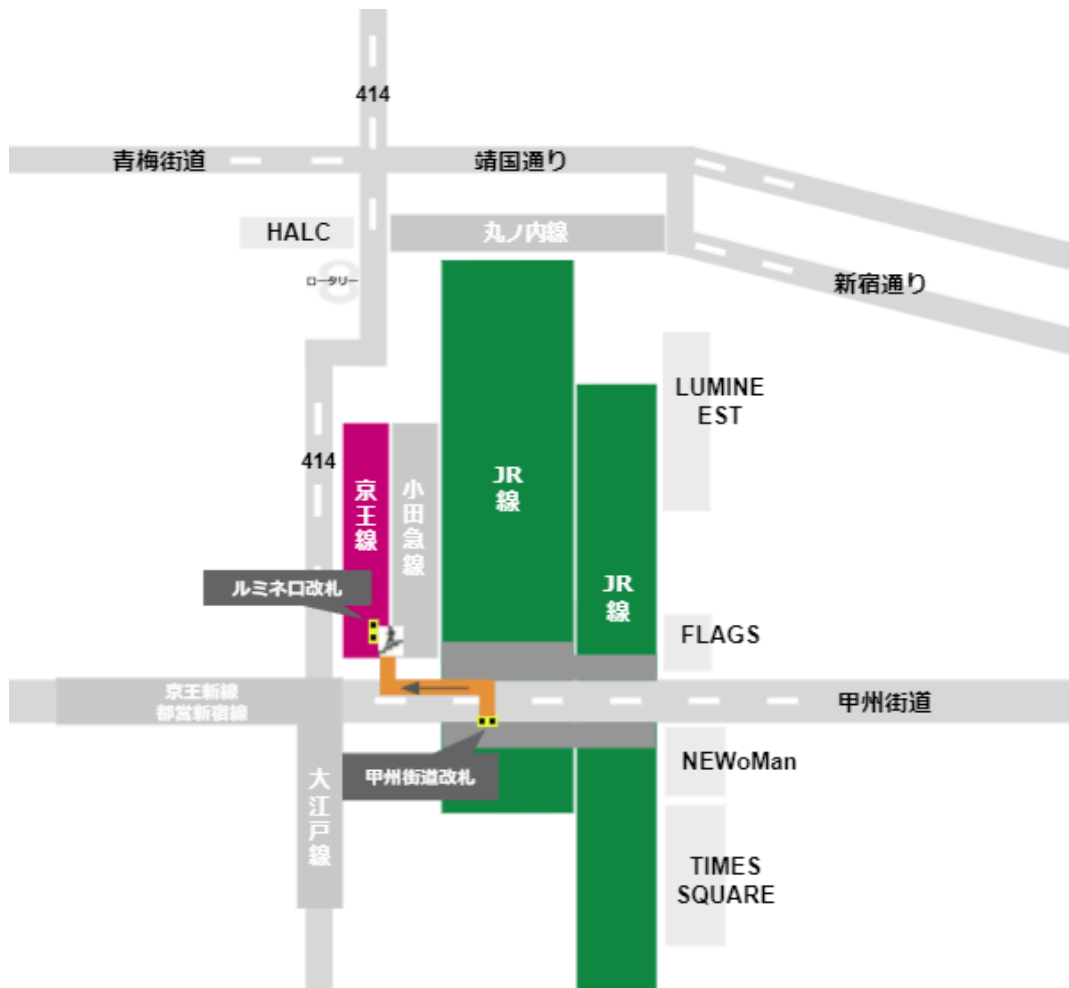 414
青梅街道
靖国通り
HALC
丸ノ内線
ロータリー
新宿通り
LUMINE
EST
414
京王線
小田急線
JR
線
JR
線
ルミネ口改札
FLAGS
京王新線
都営新宿線
甲州街道
甲州街道改札
NEWoMan
大江戸線
TIMES
SQUARE